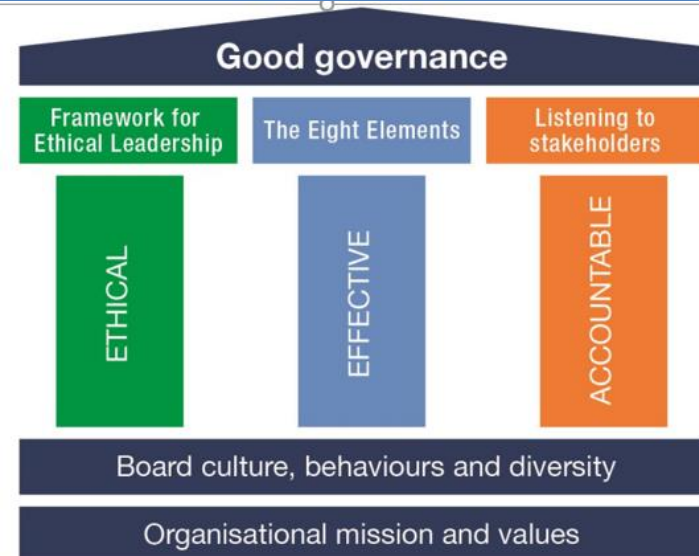 Good governance
Framework for
Ethical Leadership
The Eight Elements
Listening to
stakeholders
ETHICAL
EFFECTIVE
ACCOUNTABLE
Board culture, behaviours and diversity
Organisational mission and values